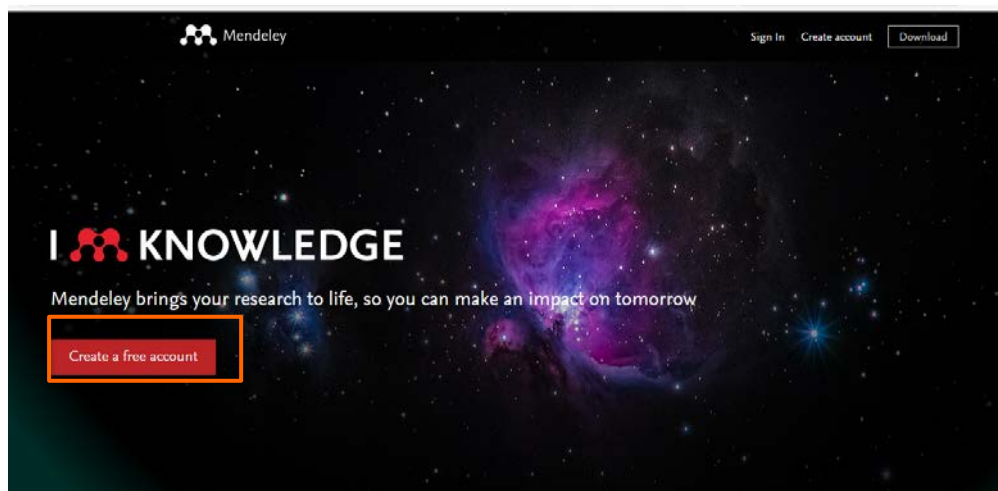 Mendeley
Sign In Create account Download
I KNOWLEDGE
Mendeley brings your research to life, so you can make an impact on tomorrow
Create a free account